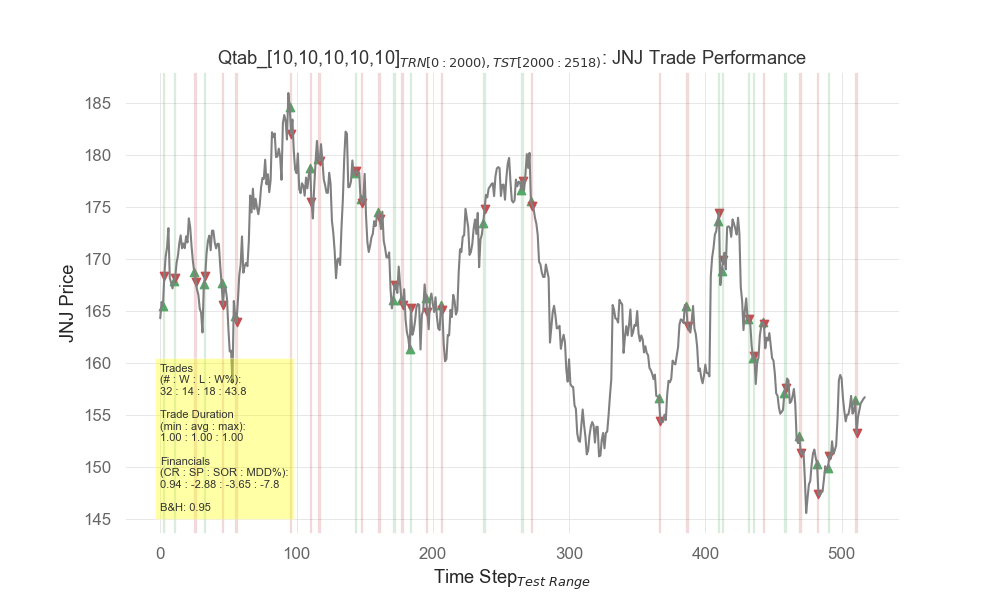 Qtab_[10,10,10,10,10]TRN[0:2000),TST[2000:2518): JNJ Trade Performance
185
180
175
170
165
160
155
150
145
JNJ Price
Trades
(# : W : L : W%):
32 : 14 : 18 : 43.8
Trade Duration
(min : avg : max):
1.00 : 1.00 : 1.00
Financials
(CR : SP : SOR : MDD%):
0.94 : -2.88 : -3.65 : -7.8
B&H: 0.95
0 100 200 300 400 500
Time Step Test Range